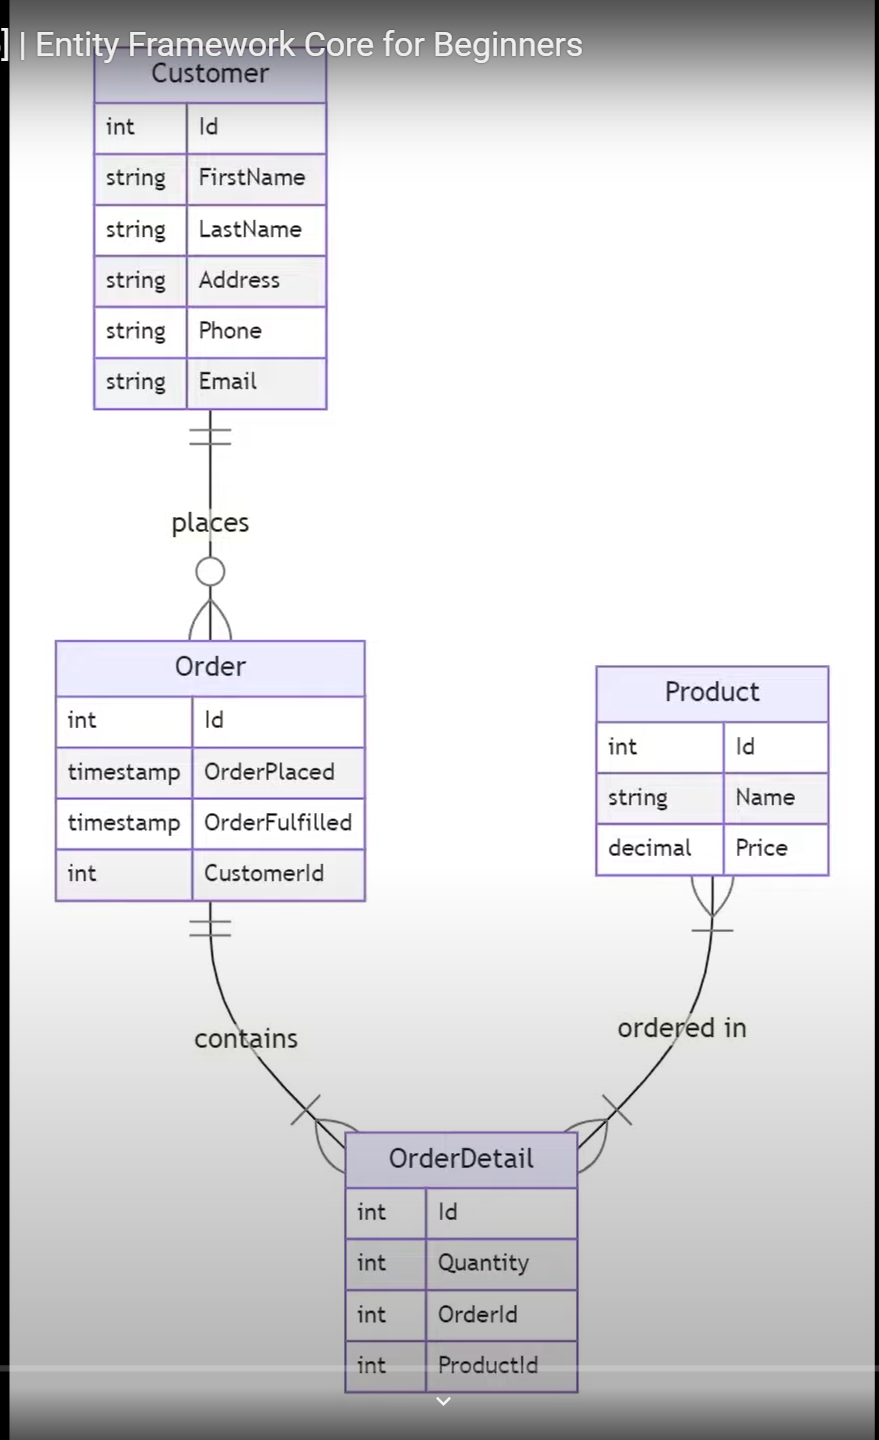 ] | Entity Framework Core for Beginners
Customer
int Id
string FirstName
string LastName
string Address
string Phone
string Email
places
Order
int Id
timestamp OrderPlaced
timestamp OrderFulfilled
int CustomerId
Product
int Id
string Name
decimal Price
contains
ordered in
OrderDetail
int Id
int Quantity
int OrderId
int ProductId